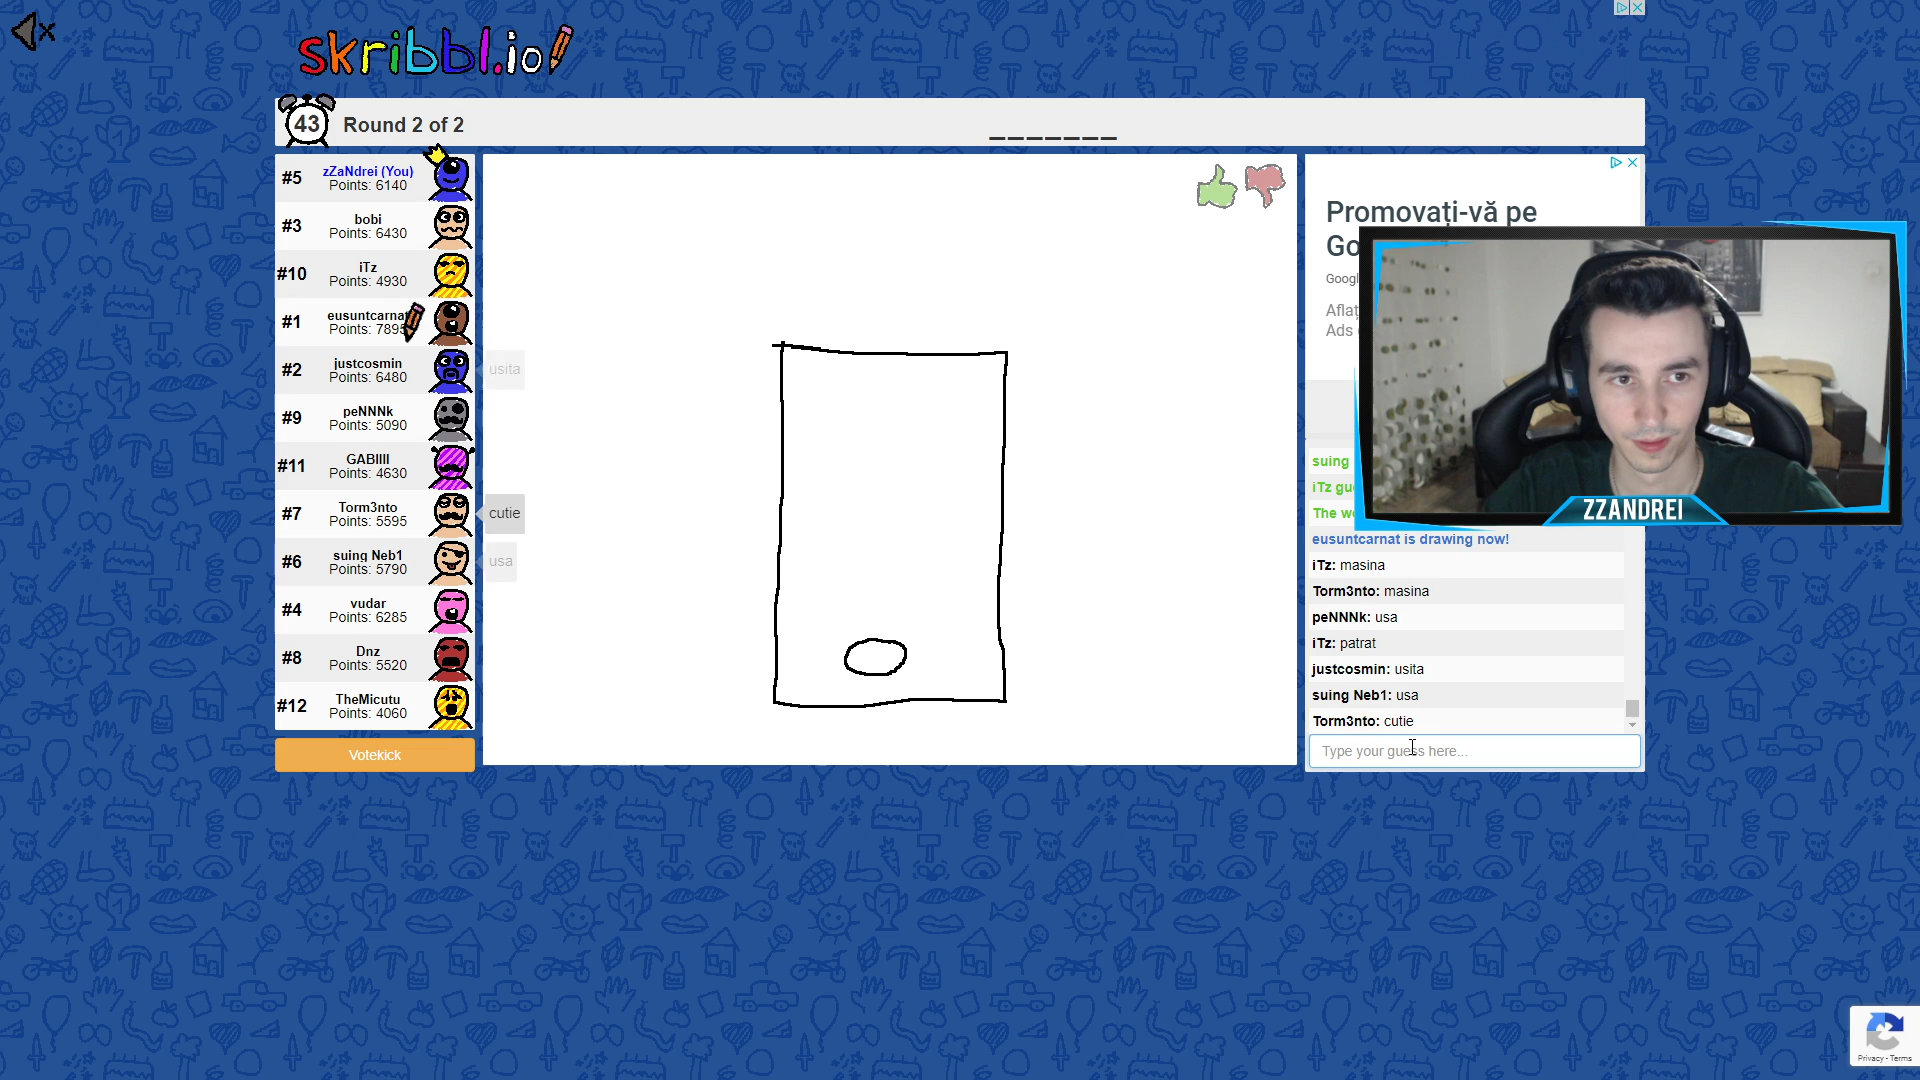 skribbl.io
43
Round 2 of 2
_______
#5
zZaNdrei (You)
Points: 6140
#3
bobi
Points: 6430
#10
iTz
Points: 4930
#1
eusuntcarnat
Points: 7895
#2
justcosmin
Points: 6480
usita
#9
peNNNk
Points: 5090
#11
GABIIII
Points: 4630
#7
Torm3nto
Points: 5595
cutie
#6
suing Neb1
Points: 5790
usa
#4
vudar
Points: 6285
#8
Dnz
Points: 5520
#12
TheMicutu
Points: 4060
Votekick
Promovați-vă pe
Go
Googl
Aflaț
Ads
ZZANDREI
suing
iTz gu
The w
eusuntcarnat is drawing now!
iTz: masina
Torm3nto: masina
peNNNk: usa
iTz: patrat
justcosmin: usita
suing Neb1: usa
Torm3nto: cutie
Type your guess here...
Privacy - Terms